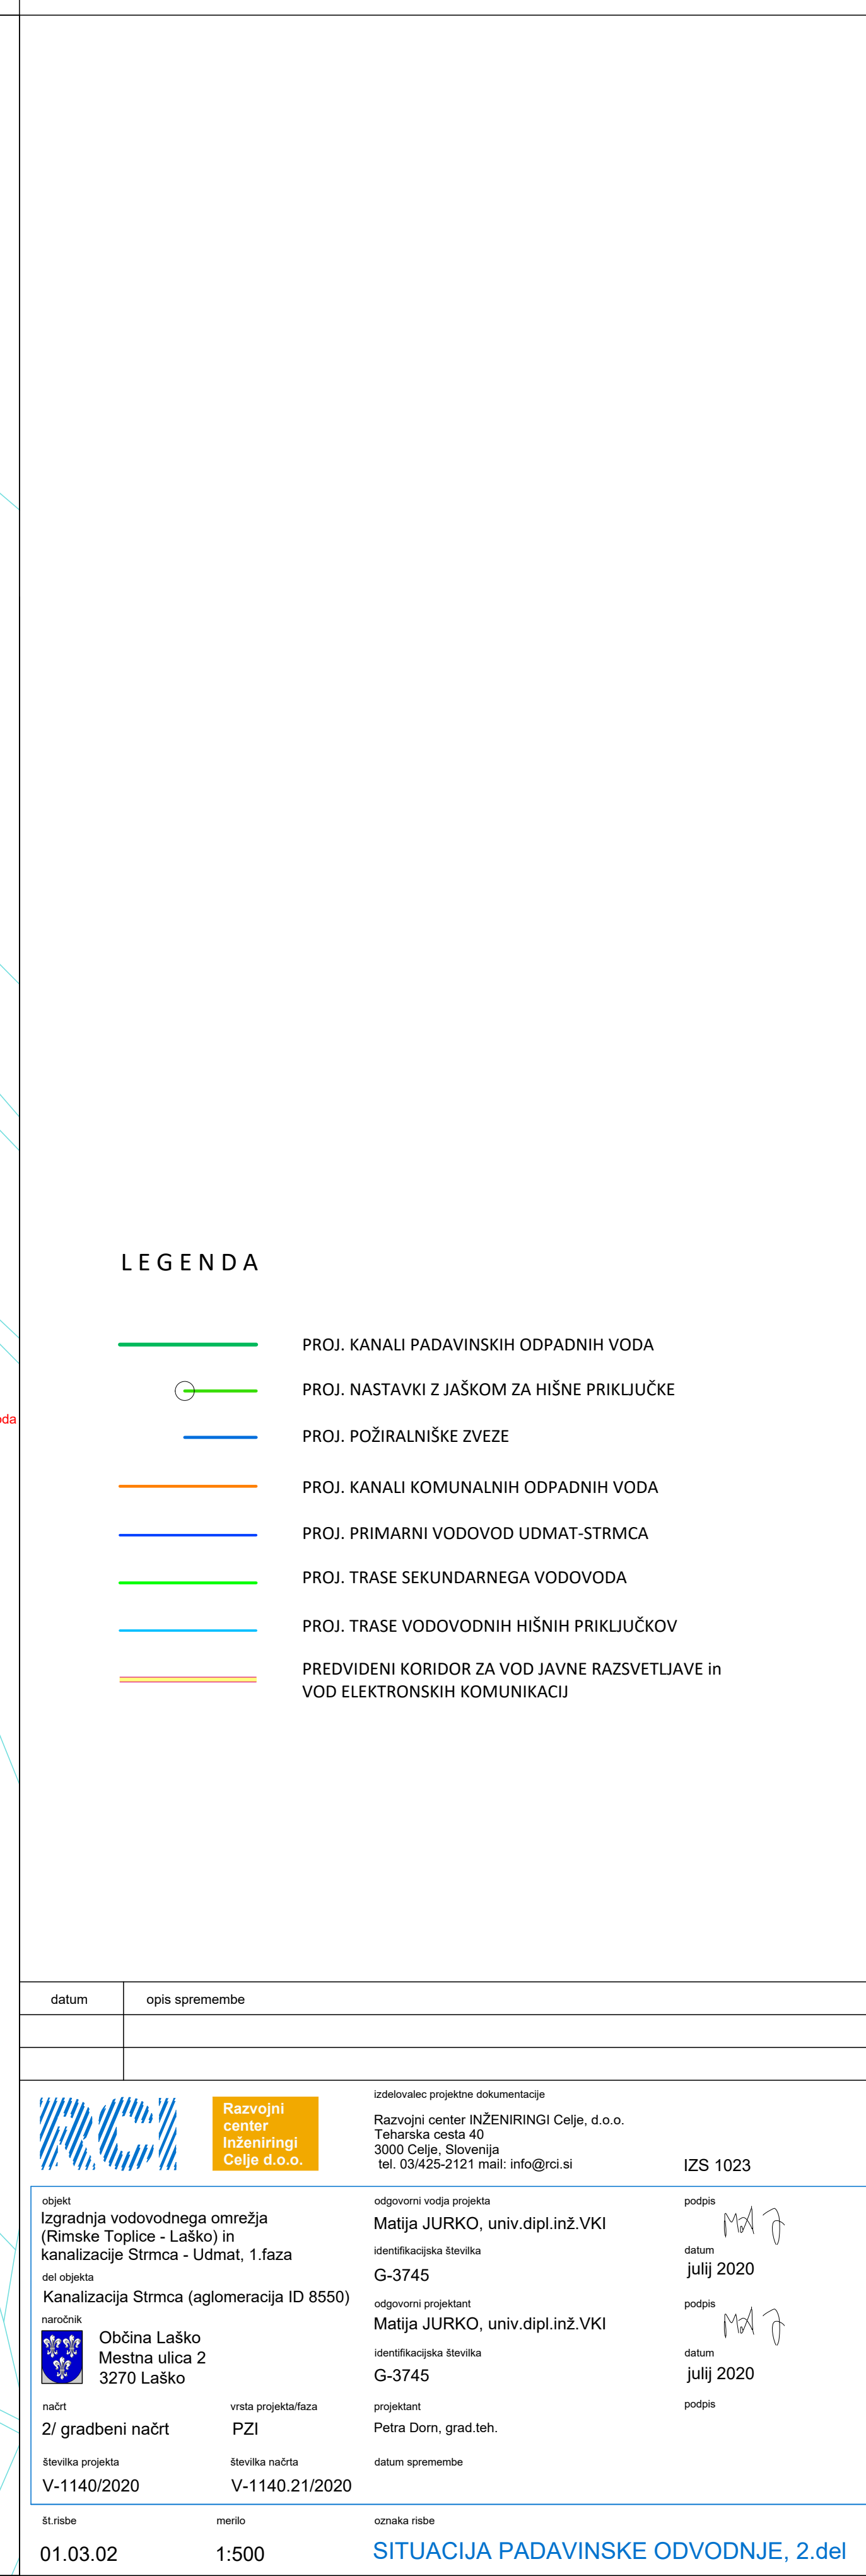 oda
L E G E N D A
PROJ. KANALI PADAVINSKIH ODPADNIH VODA
PROJ. NASTAVKI Z JAŠKOM ZA HIŠNE PRIKLJUČKE
PROJ. POŽIRALNIŠKE ZVEZE
PROJ. KANALI KOMUNALNIH ODPADNIH VODA
PROJ. PRIMARNI VODOVOD UDMAT-STRMCA
PROJ. TRASE SEKUNDARNEGA VODOVODA
PROJ. TRASE VODOVODNIH HIŠNIH PRIKLJUČKOV
PREDVIDENI KORIDOR ZA VOD JAVNE RAZSVETLJAVE in
VOD ELEKTRONSKIH KOMUNIKACIJ
datum opis spremembe
RCI
Razvojni
center
Inženiringi
Celje d.o.o.
izdelovalec projektne dokumentacije
Razvojni center INŽENIRINGI Celje, d.o.o.
Teharska cesta 40
3000 Celje, Slovenija
tel. 03/425-2121 mail: info@rci.si
IZS 1023
objekt
Izgradnja vodovodnega omrežja
(Rimske Toplice - Laško) in
kanalizacije Strmca - Udmat, 1.faza
del objekta
Kanalizacija Strmca (aglomeracija ID 8550)
naročnik
Občina Laško
Mestna ulica 2
3270 Laško
odgovorni vodja projekta
Matija JURKO, univ.dipl.inž.VKI
identifikacijska številka
G-3745
odgovorni projektant
Matija JURKO, univ.dipl.inž.VKI
identifikacijska številka
G-3745
podpis
datum
julij 2020
podpis
datum
julij 2020
načrt vrsta projekta/faza projektant podpis
2/ gradbeni načrt PZI Petra Dorn, grad.teh.
številka projekta številka načrta datum spremembe
V-1140/2020 V-1140.21/2020
št.risbe merilo oznaka risbe
01.03.02 1:500 SITUACIJA PADAVINSKE ODVODNJE, 2.del